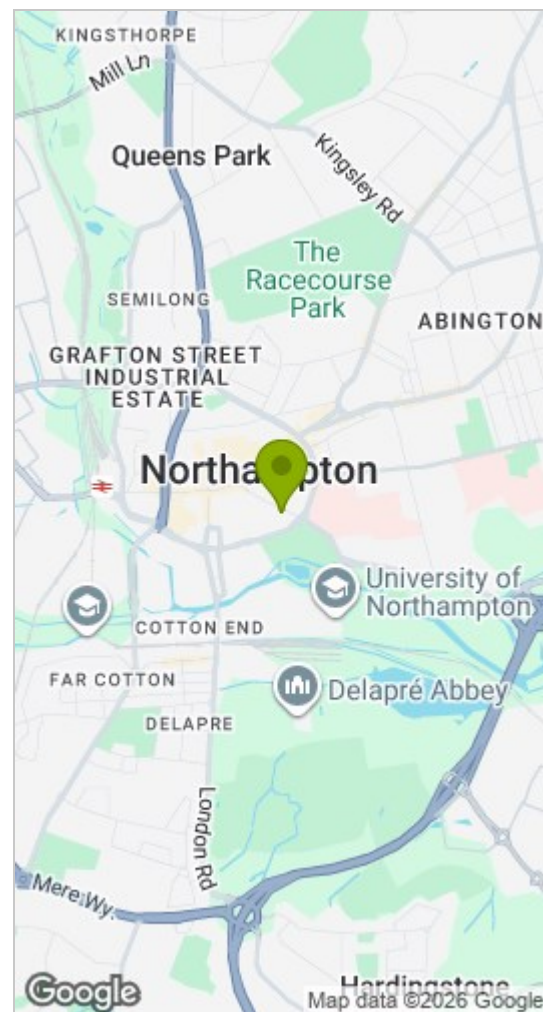 KINGSTHORPE
Mill Ln
Queens Park
Kingsley Rd
The
Racecourse
Park
SEMILONG
ABINGTON
GRAFTON STREET
INDUSTRIAL
ESTATE
Northampton
University of
Northampton
COTTON END
FAR COTTON
Delapré Abbey
DELAPRE
London Rd
Mere Wy.
Hardingstone
Google
Map data ©2026 Google